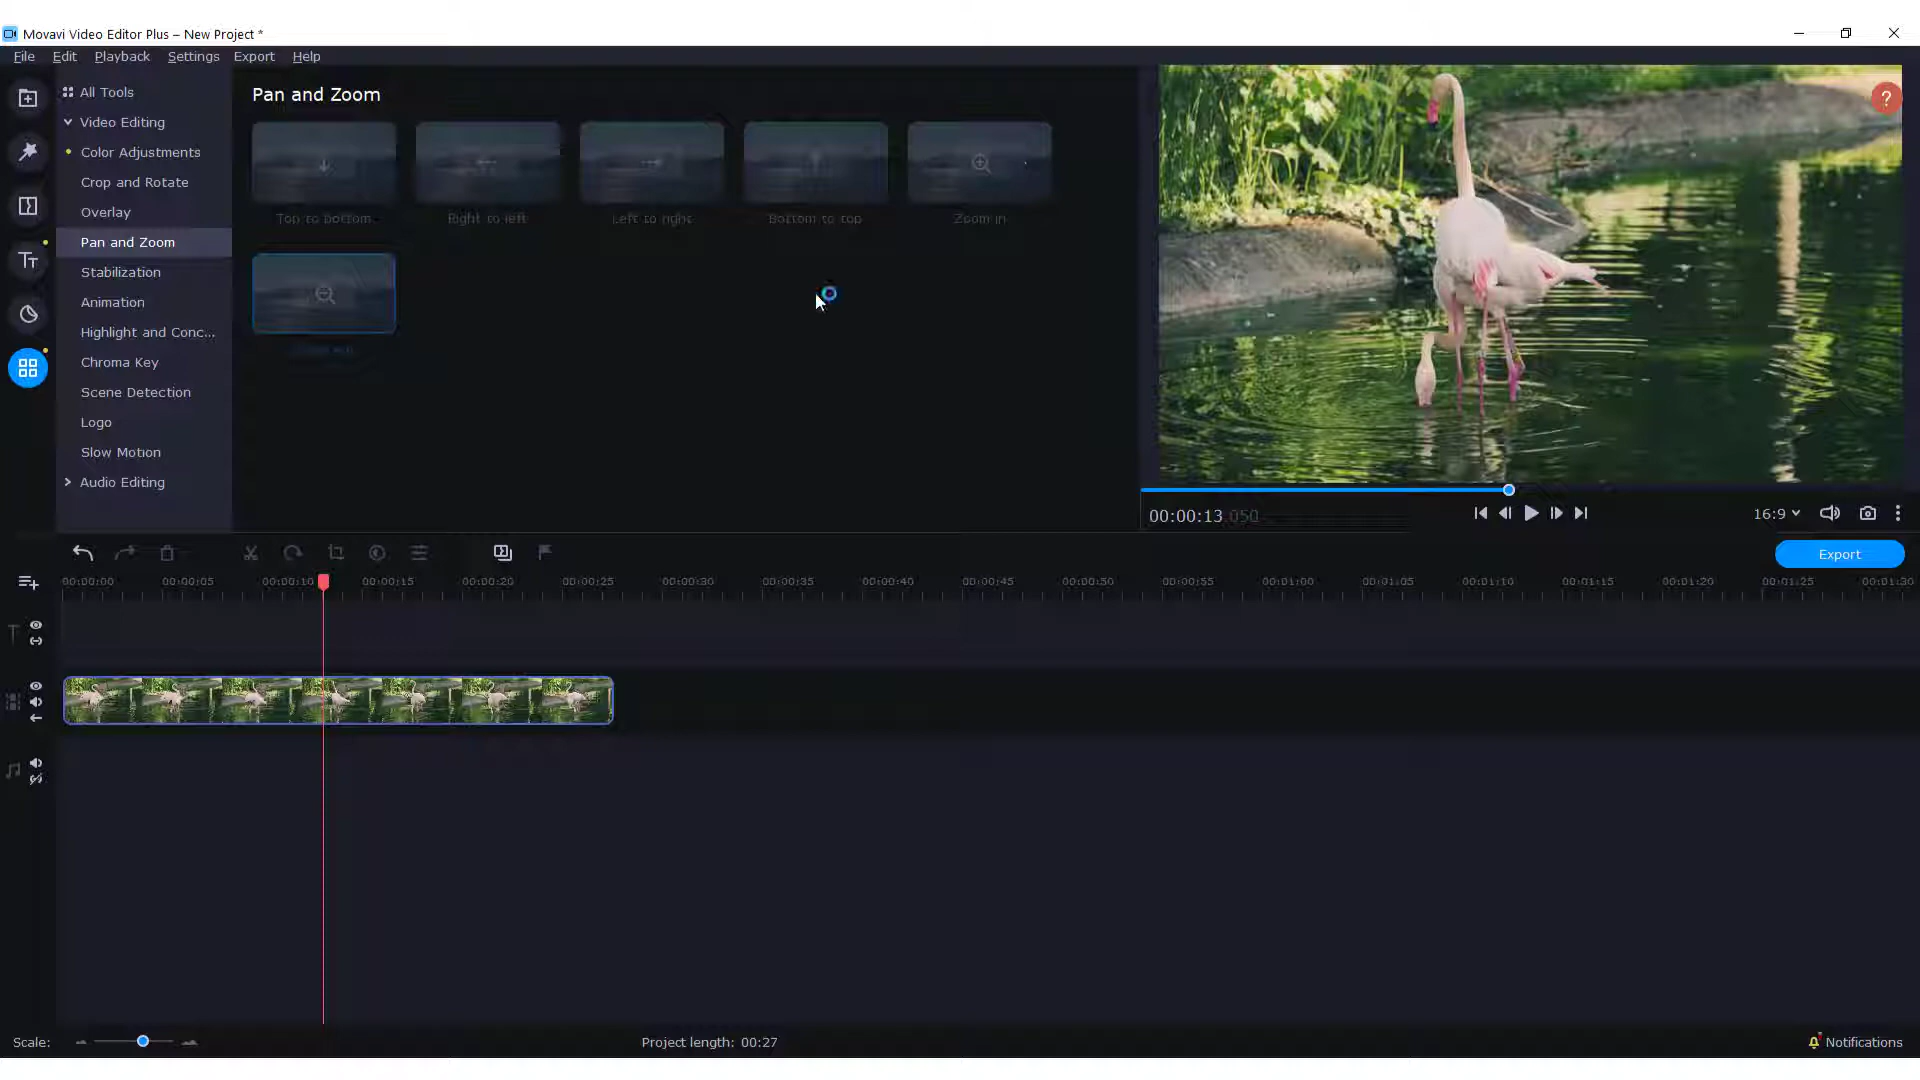 Movavi Video Editor Plus – New Project *
File Edit Playback Settings Export Help
All Tools
Video Editing
Color Adjustments
Crop and Rotate
Overlay
Pan and Zoom
Stabilization
Animation
Highlight and Conc...
Chroma Key
Scene Detection
Logo
Slow Motion
Audio Editing
Pan and Zoom
Top to bottom
Right to left
Left to right
Bottom to top
Zoom in
?
00:00:13.050
16:9
Export
00:00:00 00:00:05 00:00:10 00:00:15 00:00:20 00:00:25 00:00:30 00:00:35 00:00:40 00:00:45 00:00:50 00:00:55 00:01:00 00:01:05 00:01:10 00:01:15 00:01:20 00:01:25 00:01:30
Scale:
Project length: 00:27
Notifications